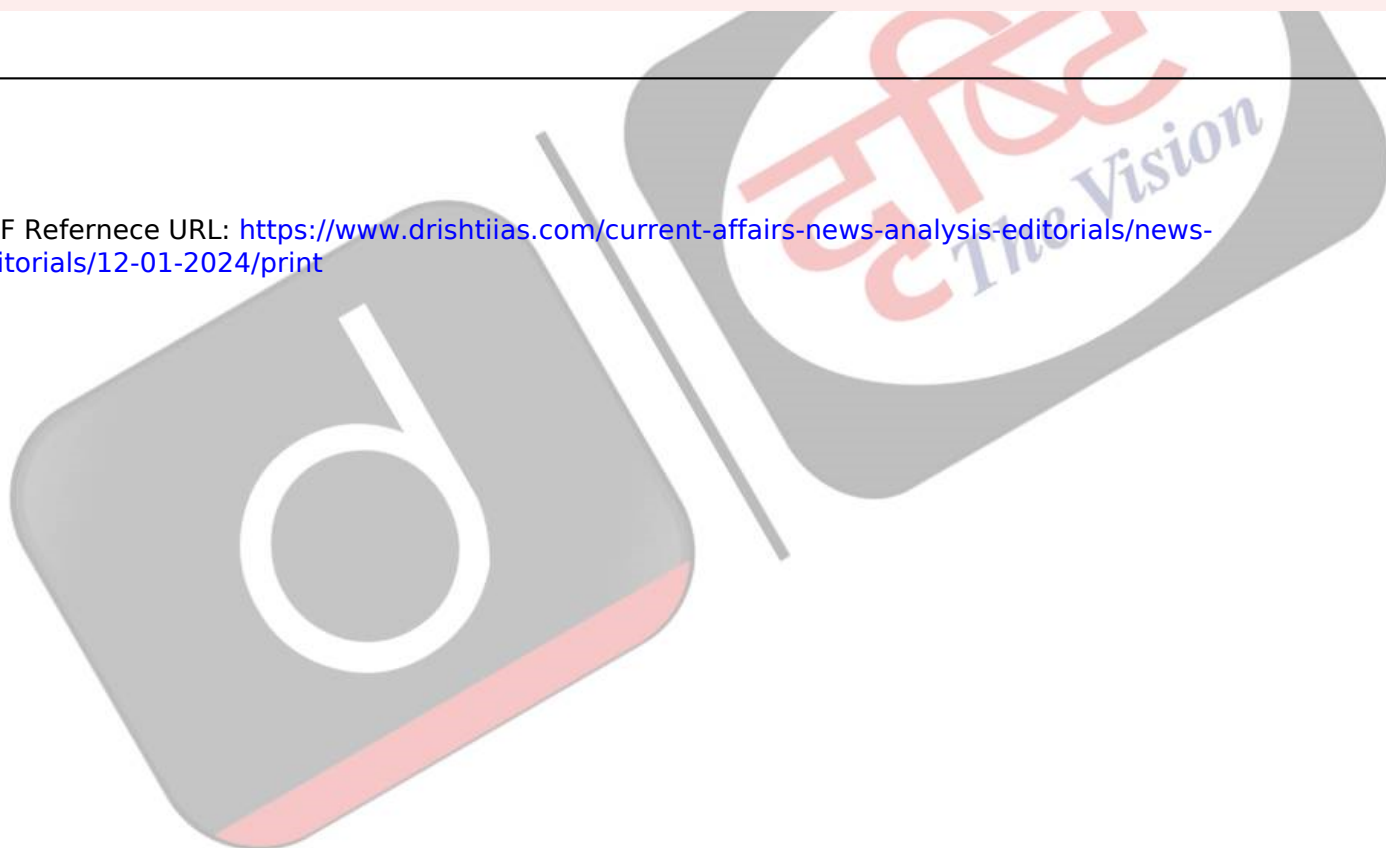 दृष्टि
The Vision
F Refernece URL: https://www.drishtiias.com/current-affairs-news-analysis-editorials/news-
itorials/12-01-2024/print
d